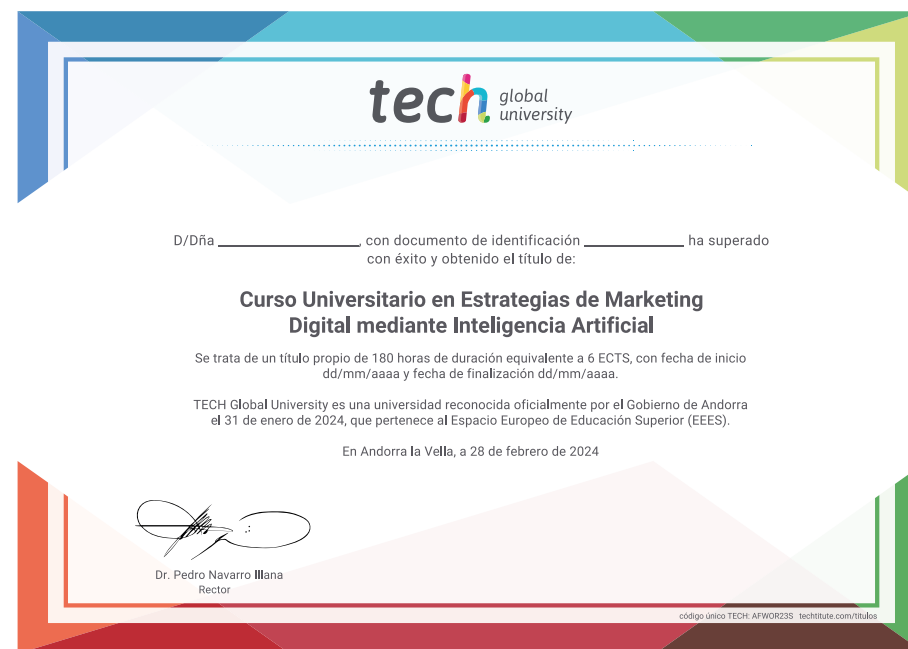 tech global university
D/Dña ____________, con documento de identificación ____________ ha superado
con éxito y obtenido el título de:
Curso Universitario en Estrategias de Marketing
Digital mediante Inteligencia Artificial
Se trata de un título propio de 180 horas de duración equivalente a 6 ECTS, con fecha de inicio
dd/mm/aaaa y fecha de finalización dd/mm/aaaa.
TECH Global University es una universidad reconocida oficialmente por el Gobierno de Andorra
el 31 de enero de 2024, que pertenece al Espacio Europeo de Educación Superior (EEES).
En Andorra la Vella, a 28 de febrero de 2024
Dr. Pedro Navarro Illana
Rector
código único TECH: AFWOR23S techtitute.com/titulos